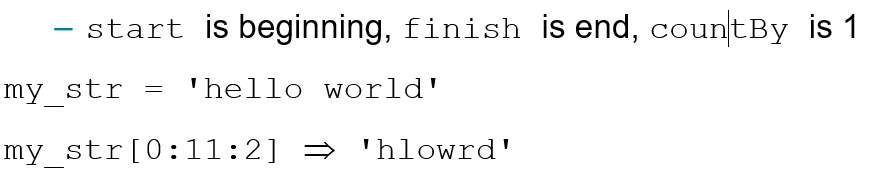 – start is beginning, finish is end, countBy is 1
my_str = 'hello world'
my_str[0:11:2] ⇒ 'hlowrd'